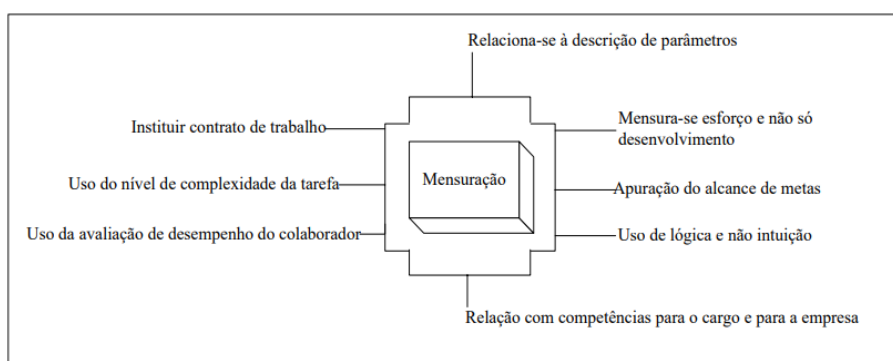 Relaciona-se à descrição de parâmetros
Instituir contrato de trabalho
Mensura-se esforço e não só
desenvolvimento
Uso do nível de complexidade da tarefa
Mensuração
Apuração do alcance de metas
Uso da avaliação de desempenho do colaborador
Uso de lógica e não intuição
Relação com competências para o cargo e para a empresa